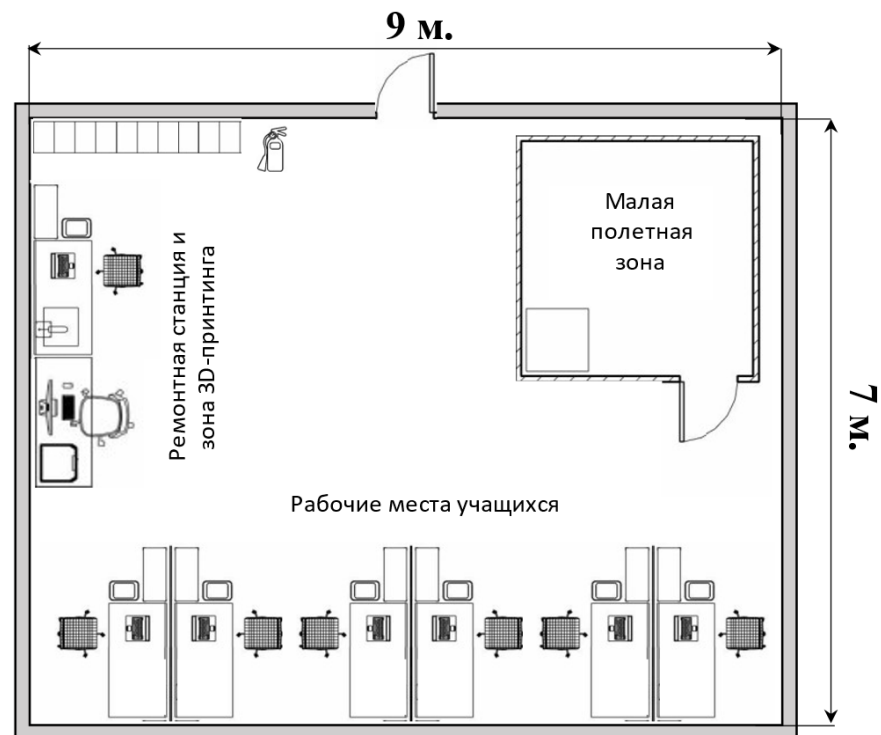 9 м.
Малая
полетная
зона
Ремонтная станция и
зона 3D-принтинга
7 м.
Рабочие места учащихся